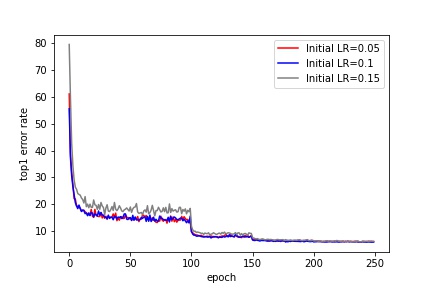 80
70
60
50
40
30
20
10
top1 error rate
Initial LR=0.05
Initial LR=0.1
Initial LR=0.15
0 50 100 150 200 250
epoch